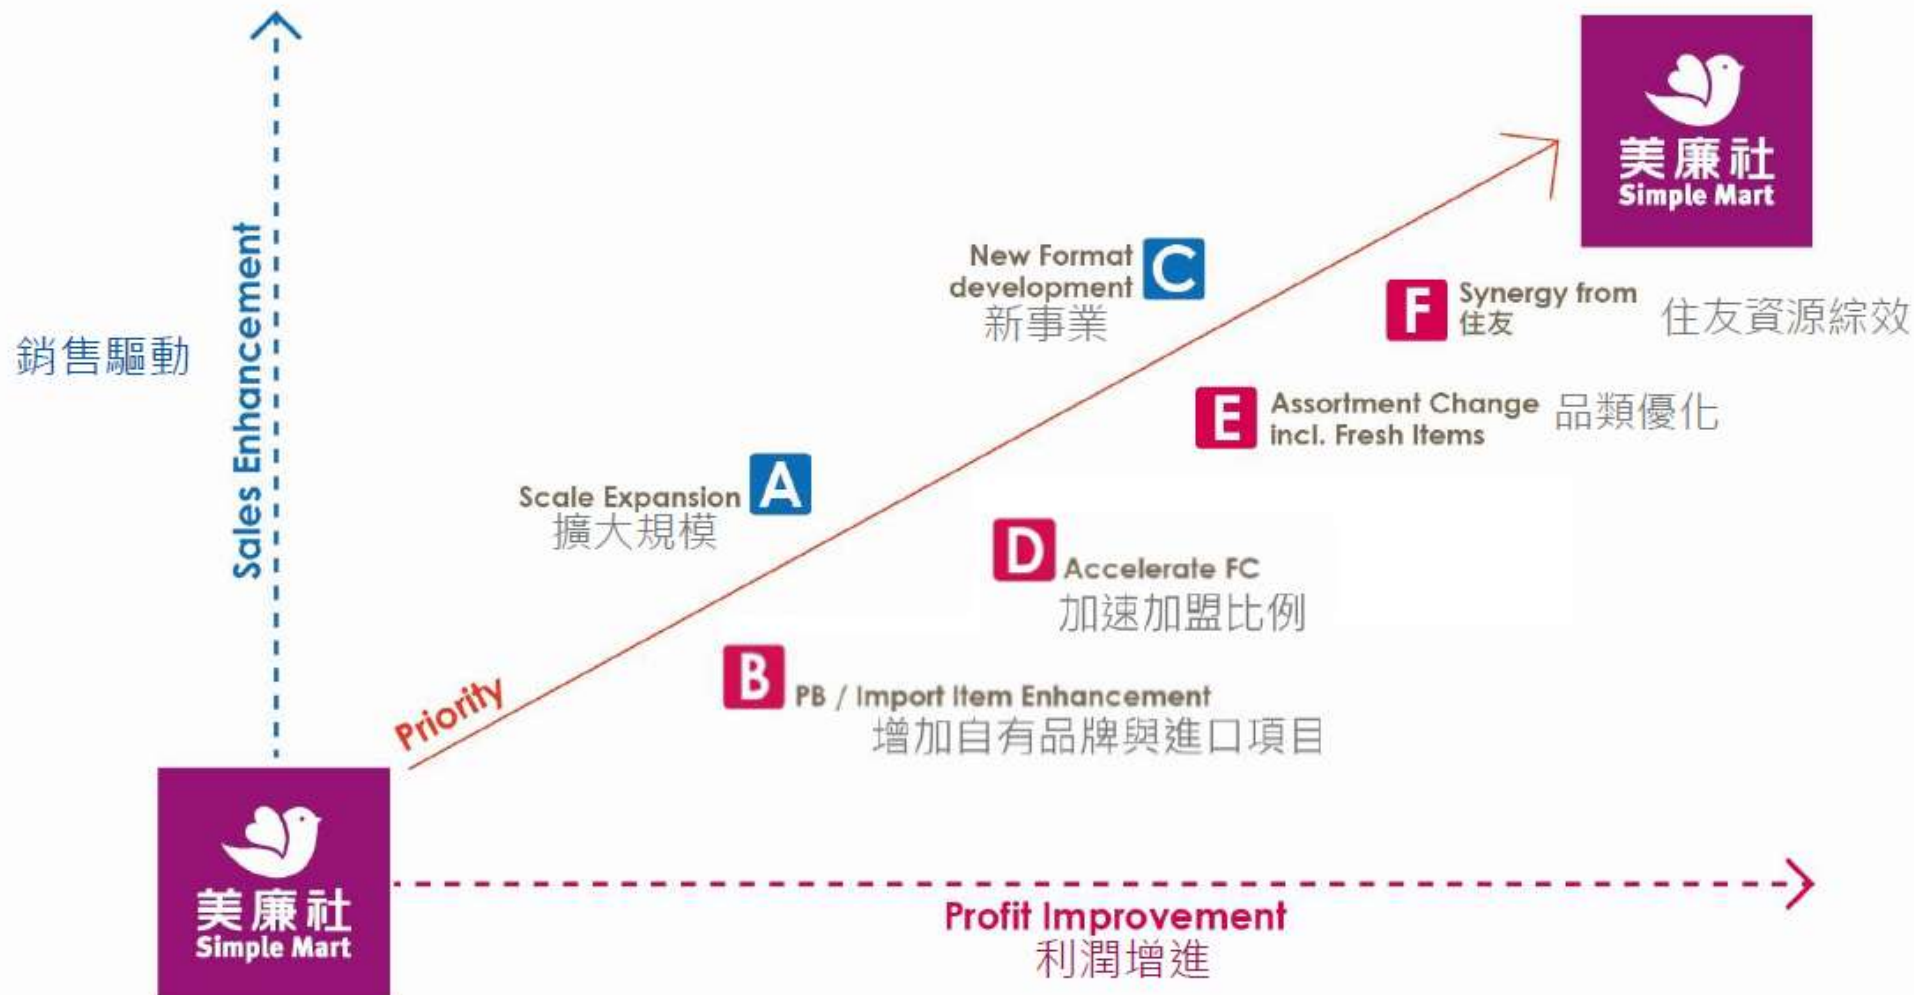 美廉社
Simple Mart
New Format
development
新事業
C
F
Synergy from
住友
住友資源綜效
銷售驅動
Sales Enhancement
E
Assortment Change
incl. Fresh Items
品類優化
Scale Expansion
擴大規模
A
D
Accelerate FC
加速加盟比例
B
PB / Import Item Enhancement
增加自有品牌與進口項目
Priority
美廉社
Simple Mart
Profit Improvement
利潤增進